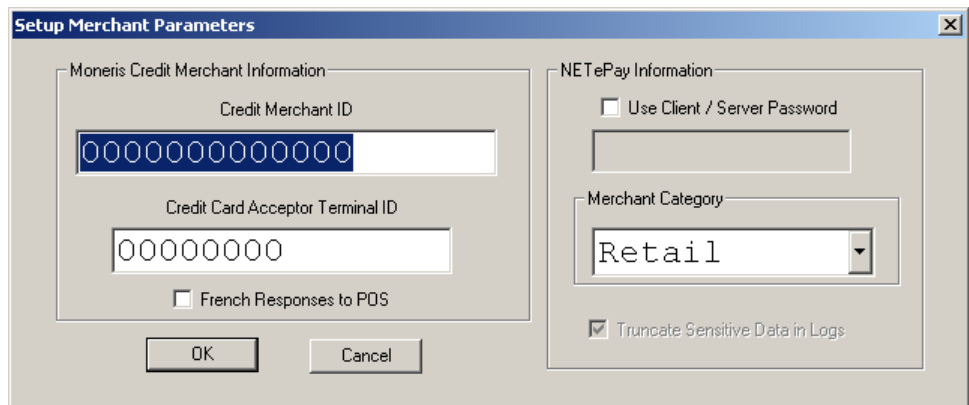 Setup Merchant Parameters
Moneris Credit Merchant Information
Credit Merchant ID
0000000000000
Credit Card Acceptor Terminal ID
00000000
French Responses to POS
OK
Cancel
NETePay Information
Use Client / Server Password
Merchant Category
Retail
Truncate Sensitive Data in Logs